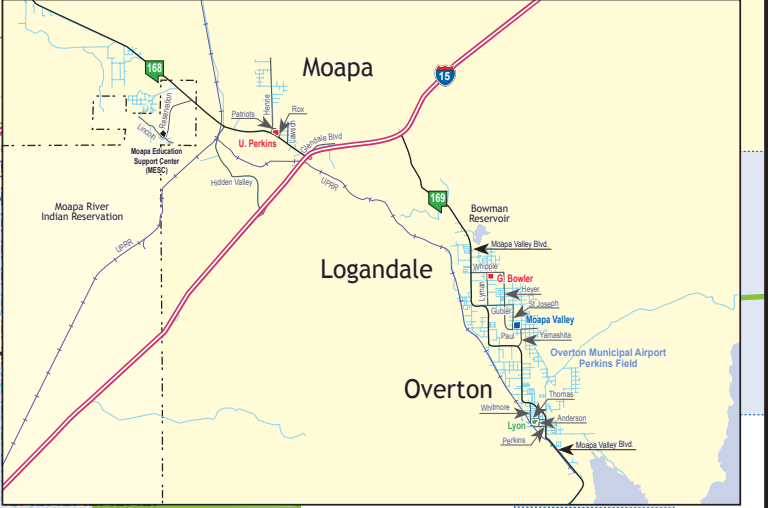 Moapa
168
15
Reservation
Lincoln
Patriots
Henrie
Rox
Lawson
U. Perkins
Glendale Blvd
Moapa Education
Support Center
(MESC)
Hidden Valley
UPRR
Moapa River
Indian Reservation
UPRR
169
Bowman
Reservoir
Moapa Valley Blvd.
Logandale
Whipple
G. Bowler
Lyman
Heyer
St Joseph
Gubler
Moapa Valley
Paul
Yamashita
Overton Municipal Airport
Perkins Field
Overton
Thomas
Whitmore
Anderson
Lyon
Perkins
Moapa Valley Blvd.